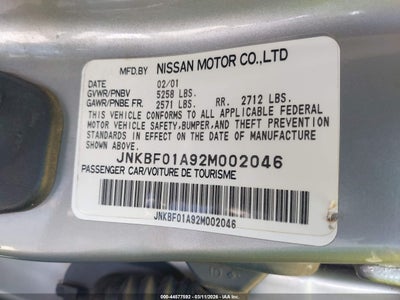 MFD.BY NISSAN MOTOR CO.,LTD
DATE 02/01
GVWR/PNBV 5258 LBS.
GAWR/PNBE FR. 2571 LBS. RR. 2712 LBS.
THIS VEHICLE CONFORMS TO ALL APPLICABLE FEDERAL
MOTOR VEHICLE SAFETY, BUMPER, AND THEFT PREVENTION
STANDARDS IN EFFECT ON THE DATE OF MANUFACTURE
SHOWN ABOVE.
JNKBF01A92M002046
PASSENGER CAR/VOITURE DE TOURISME
JNKBF01A92M002046
000-44577592 - 03/11/2026 - IAA Inc.